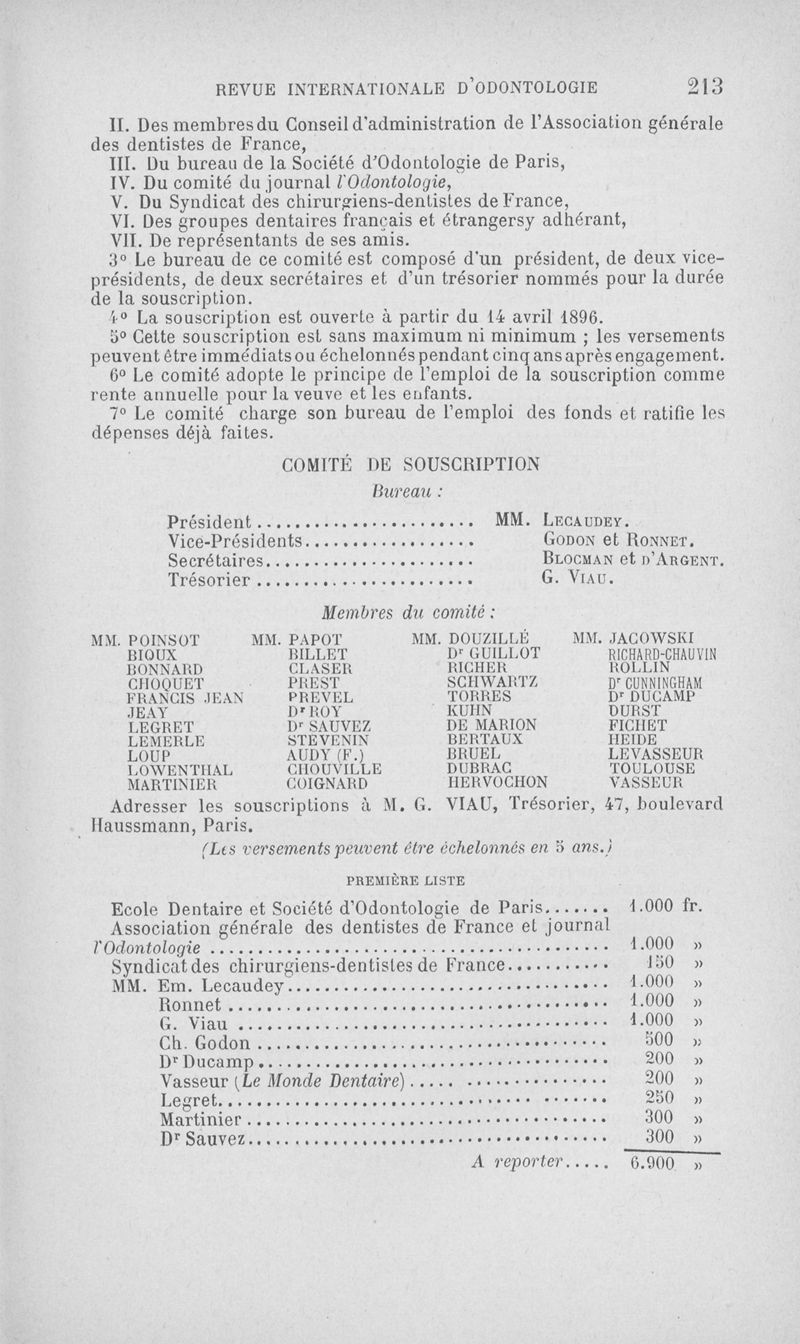 REVUE INTERNATIONALE D'ODONTOLOGIE 213
II. Des membres du Conseil d'administration de l'Association générale
des dentistes de France,
III. Du bureau de la Société d'Odontologie de Paris,
IV. Du comité du journal l'Odontologie,
V. Du Syndicat des chirurgiens-dentistes de France,
VI. Des groupes dentaires français et étrangersy adhérant,
VII. De représentants de ses amis.
3° Le bureau de ce comité est composé d'un président, de deux vice-
présidents, de deux secrétaires et d'un trésorier nommés pour la durée
de la souscription.
4° La souscription est ouverte à partir du 14 avril 1896.
5° Cette souscription est sans maximum ni minimum ; les versements
peuvent être immédiats ou échelonnés pendant cinq ans après engagement.
6° Le comité adopte le principe de l'emploi de la souscription comme
rente annuelle pour la veuve et les enfants.
7° Le comité charge son bureau de l'emploi des fonds et ratifie les
dépenses déjà faites.
COMITÉ DE SOUSCRIPTION
Bureau :
Président........................ MM. LECAUDEY.
Vice-Présidents.................. GODON et RONNET.
Secrétaires...................... BLOCMAN et D'ARGENT.
Trésorier........................ G. VIAU.
Membres du comité :
MM. POINSOT MM. PAPOT MM. DOUZILLÉ MM. JACOWSKI
BIOUX BILLET Dr GUILLOT RICHARD-CHAUVIN
BONNARD CLASER RICHER ROLLIN
CHOQUET PREST SCHWARTZ Dr CUNNINGHAM
FRANCIS JEAN PREVEL TORRES Dr DUCAMP
JEAY Dr ROY KUHN DURST
LEGRET Dr SAUVEZ DE MARION FICHET
LEMERLE STEVENIN BERTAUX HEIDE
LOUP AUDY (F.) BRUEL LEVASSEUR
LOWENTHAL CHOUVILLE DUBRAC TOULOUSE
MARTINIER COIGNARD HERVOCHON VASSEUR
Adresser les souscriptions à M. G. VIAU, Trésorier, 47, boulevard
Haussmann, Paris.
(Les versements peuvent être échelonnés en 5 ans.)
PREMIÈRE LISTE
Ecole Dentaire et Société d'Odontologie de Paris....... 1.000 fr.
Association générale des dentistes de France et journal
l'Odontologie........................................ 1.000 »
Syndicat des chirurgiens-dentistes de France........... 150 »
MM. Em. Lecaudey................................... 1.000 »
Ronnet........................................ 1.000 »
G. Viau........................................ 1.000 »
Ch. Godon..................................... 500 »
Dr Ducamp..................................... 200 »
Vasseur (Le Monde Dentaire).................... 200 »
Legret......................................... 250 »
Martinier...................................... 300 »
Dr Sauvez...................................... 300 »
A reporter..... 6.900 »